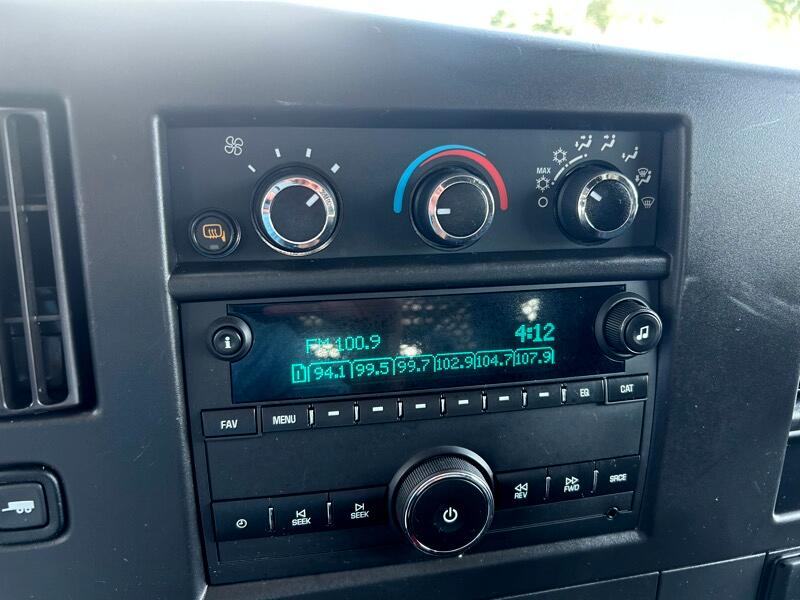 MAX
FM 100.9 4:12
1 94.1 99.5 99.7 102.9 104.7 107.9
FAV MENU EQ CAT
SEEK SEEK REV FWD SRCE